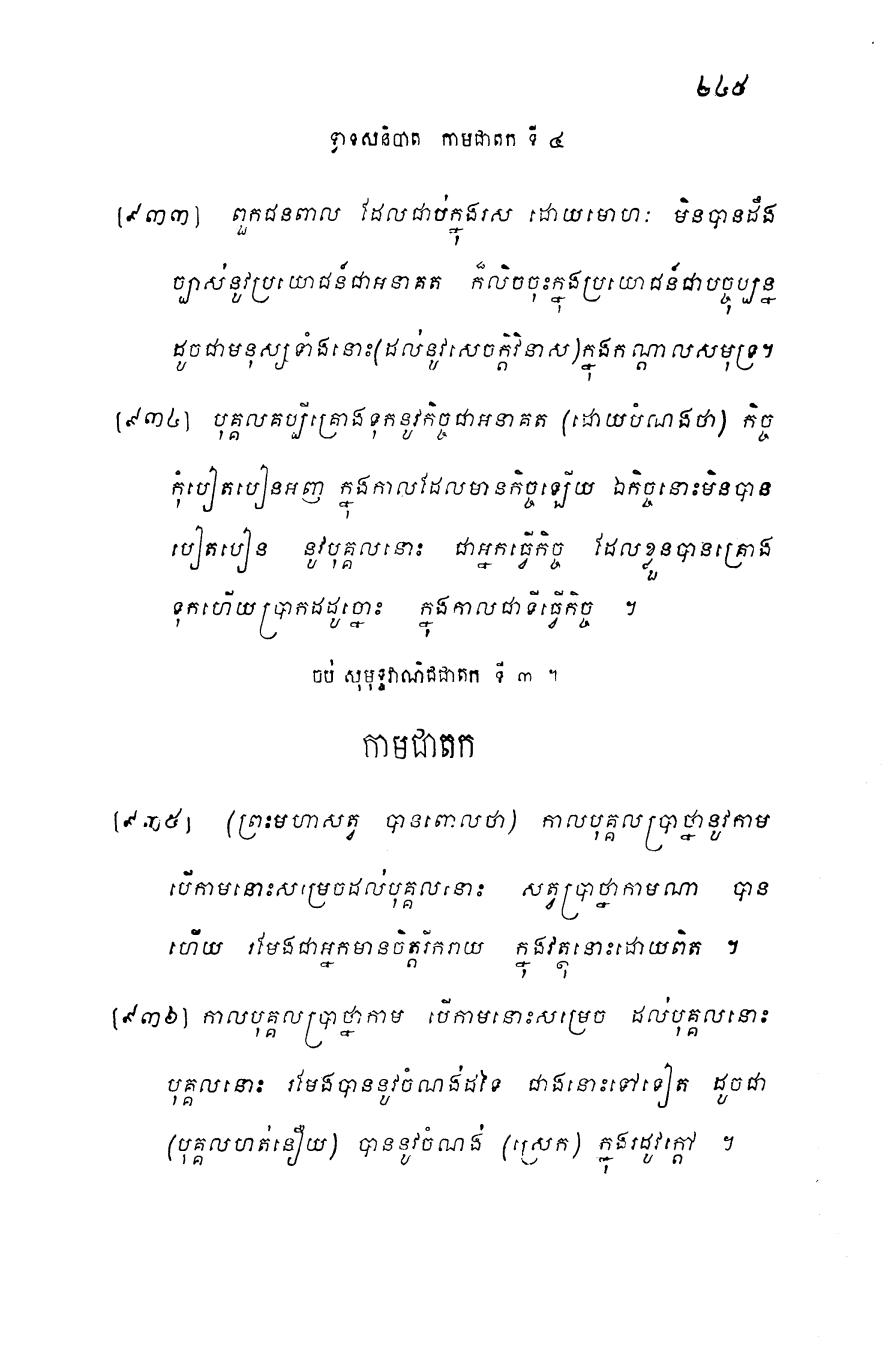 ២៤៥
ទ្វាទសនិបាត កាមជាតក ទី ៤
[៩៣៣] ពួកជនពាល ដែលជាប់ក្នុងរស ដោយមោហៈ មិនបានដឹង
ច្បាស់នូវប្រយោជន៍ជាអនាគត ក៏លិចចុះក្នុងប្រយោជន៍ជាបច្ចុប្បន្ន
ដូចជាមនុស្សទាំងនោះ(ដល់នូវសេចក្តីវិនាស)ក្នុងកណ្តាលសមុទ្រ។
[៩៣៤] បុគ្គលគប្បីគ្រោងទុកនូវកិច្ចជាអនាគត (ដោយបំណងថា) កិច្ច
កុំបៀតបៀនអញ ក្នុងកាលដែលមានកិច្ចឡើយ ឯកិច្ចនោះមិនបាន
បៀតបៀន នូវបុគ្គលនោះ ជាអ្នកធ្វើកិច្ច ដែលខ្លួនបានគ្រោង
ទុកហើយប្រាកដដូច្នោះ ក្នុងកាលជាទីធ្វើកិច្ច ។
ចប់ សុមុទ្ទវាណិជជាតក ទី ៣ ។
កាមជាតក
[៩៣៥] (ព្រះមហាសត្វ បានពោលថា) កាលបុគ្គលប្រាថ្នានូវកាម
បើកាមនោះសម្រេចដល់បុគ្គលនោះ សត្វប្រាថ្នាកាមណា បាន
ហើយ រមែងជាអ្នកមានចិត្តរីករាយ ក្នុងវត្ថុនោះដោយពិត ។
[៩៣៦] កាលបុគ្គលប្រាថ្នាកាម បើកាមនោះសម្រេច ដល់បុគ្គលនោះ
បុគ្គលនោះ រមែងបាននូវចំណង់ដទៃ ជាងនោះទៅទៀត ដូចជា
(បុគ្គលហត់នឿយ) បាននូវចំណង់ (ស្រេក) ក្នុងរដូវក្តៅ ។